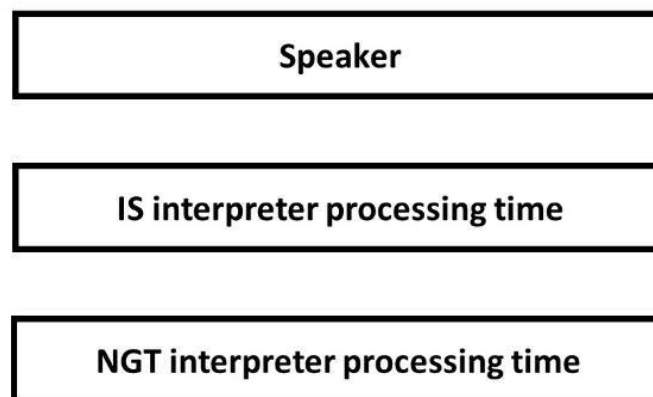 Speaker
IS interpreter processing time
NGT interpreter processing time